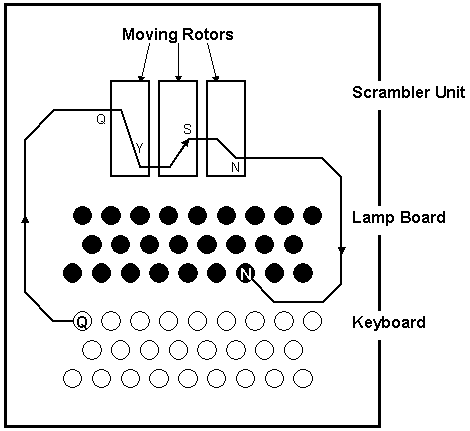 Moving Rotors
Scrambler Unit
Q
Y
S
N
Lamp Board
N
Q
Keyboard